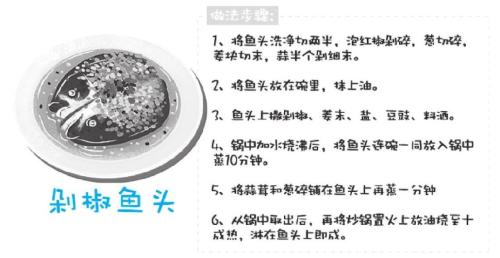 做法步骤：
1、将鱼头洗净切两半，泡红椒剁碎，葱切碎，
姜块切末，蒜半个剁细末。
2、将鱼头放在碗里，抹上油。
3、鱼头上撒剁椒、姜末、盐、豆豉、料酒。
4、锅中加水烧沸后，将鱼头连碗一同放入锅中
蒸10分钟。
5、将蒜茸和葱碎铺在鱼头上再蒸一分钟
6、从锅中取出后，再将炒锅置火上放油烧至十
成热，淋在鱼头上即成。
剁椒鱼头